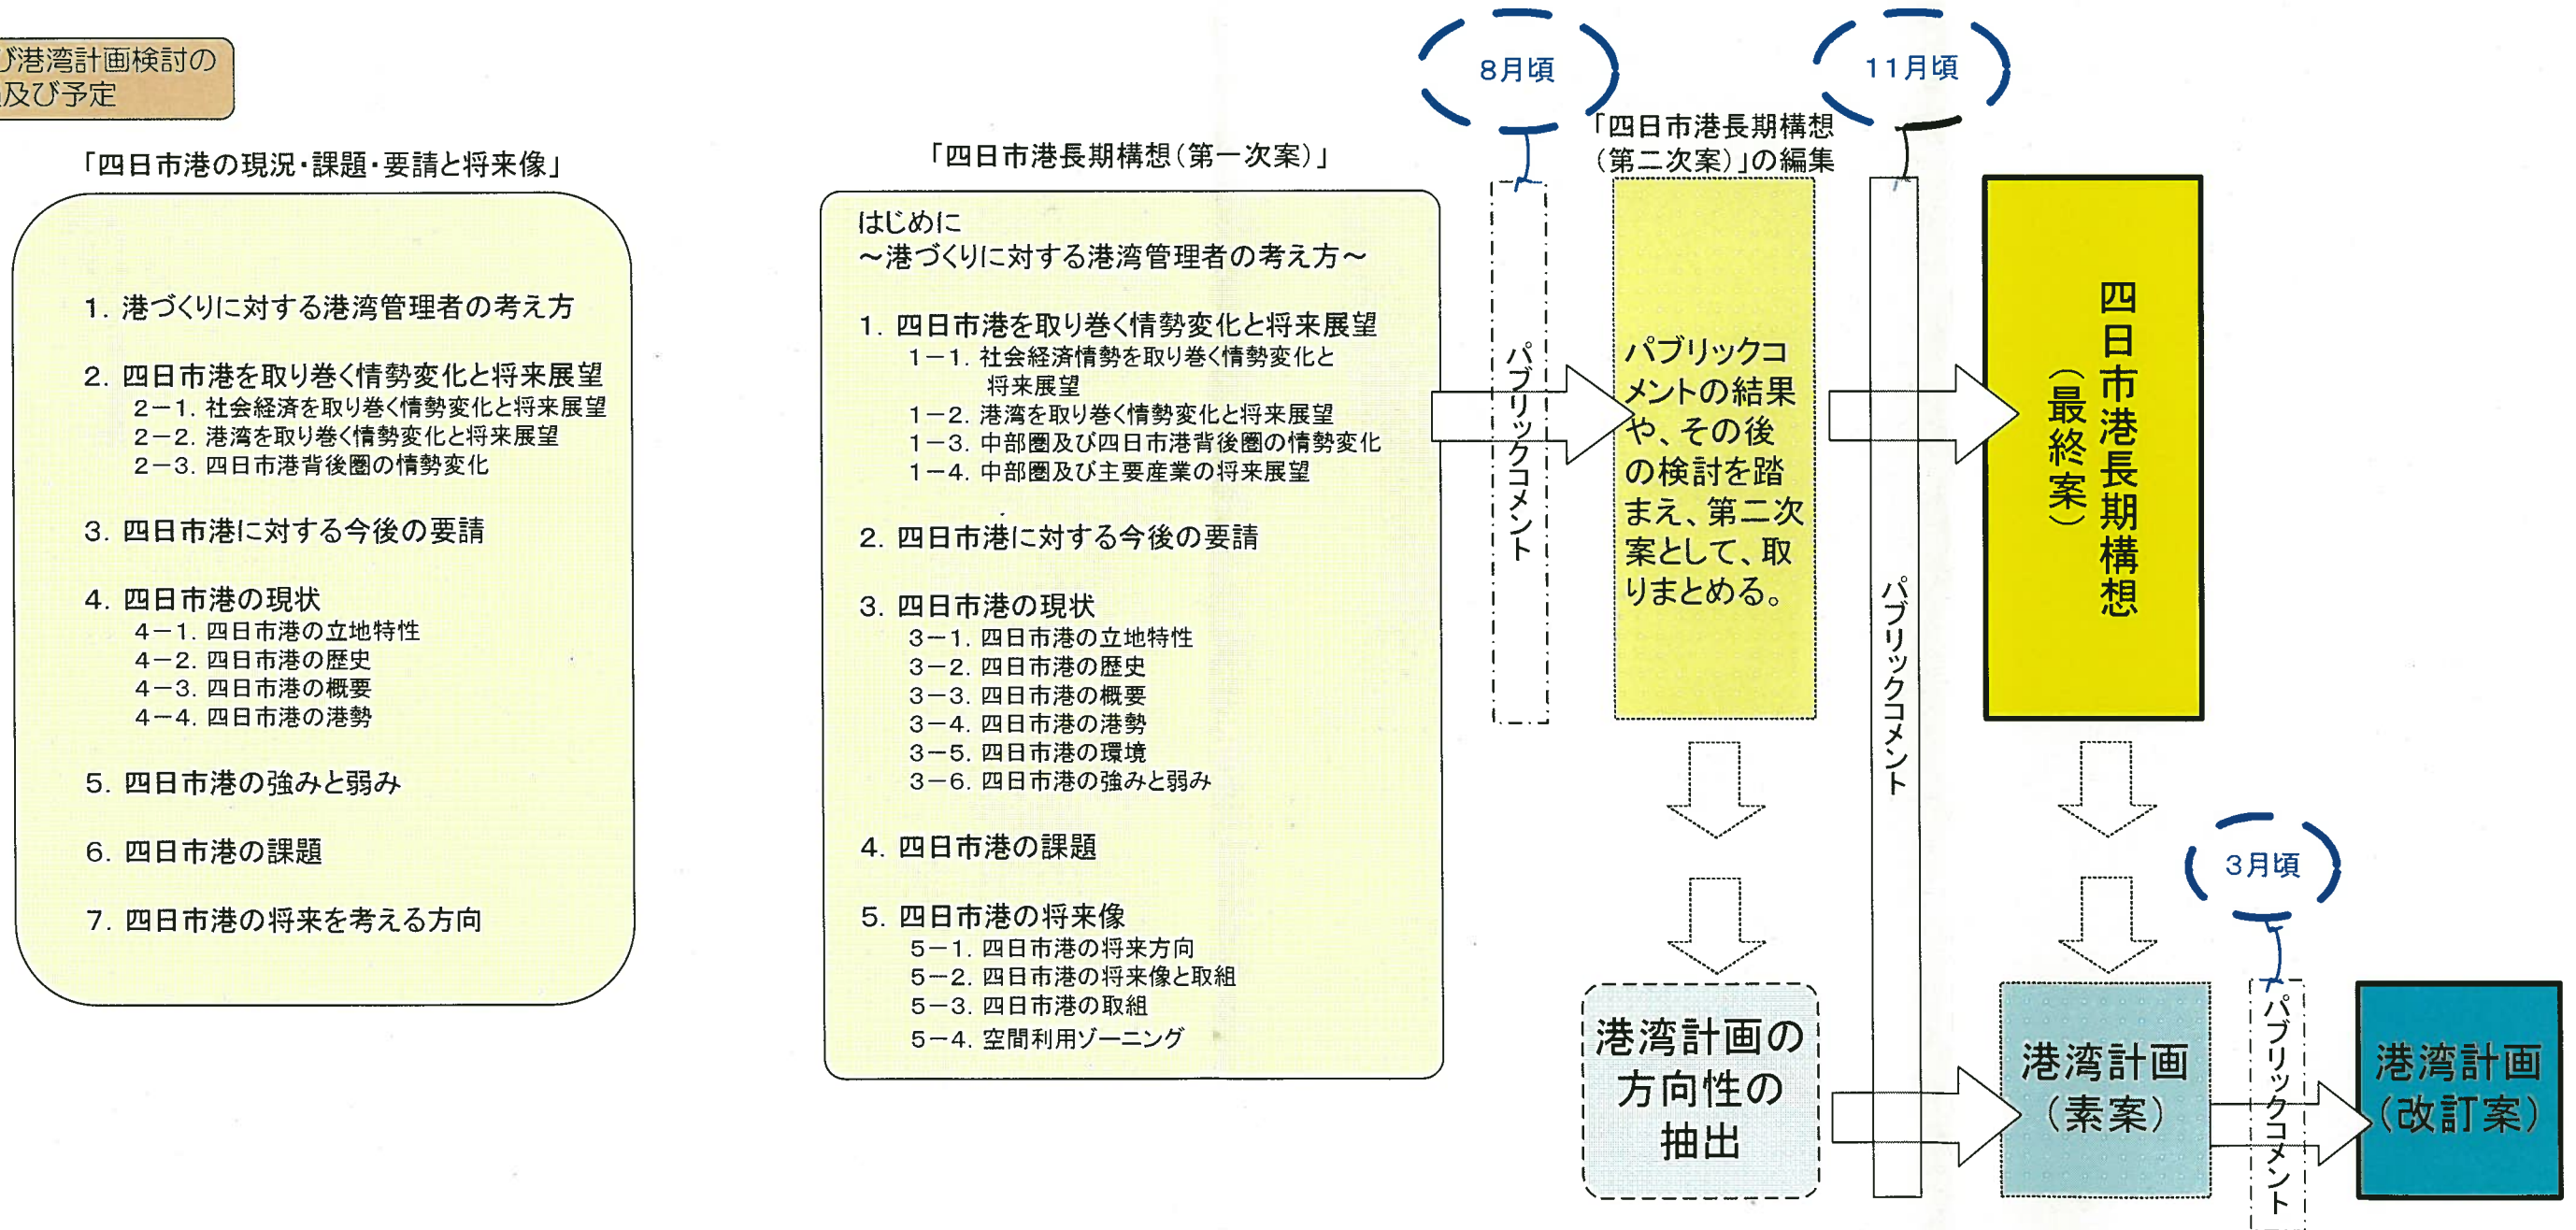 び港湾計画検討の
及び予定
「四日市港の現況・課題・要請と将来像」
1. 港づくりに対する港湾管理者の考え方
2. 四日市港を取り巻く情勢変化と将来展望
2－1. 社会経済を取り巻く情勢変化と将来展望
2－2. 港湾を取り巻く情勢変化と将来展望
2－3. 四日市港背後圏の情勢変化
3. 四日市港に対する今後の要請
4. 四日市港の現状
4－1. 四日市港の立地特性
4－2. 四日市港の歴史
4－3. 四日市港の概要
4－4. 四日市港の港勢
5. 四日市港の強みと弱み
6. 四日市港の課題
7. 四日市港の将来を考える方向
「四日市港長期構想（第一次案）」
はじめに
～港づくりに対する港湾管理者の考え方～
1. 四日市港を取り巻く情勢変化と将来展望
1－1. 社会経済情勢を取り巻く情勢変化と
将来展望
1－2. 港湾を取り巻く情勢変化と将来展望
1－3. 中部圏及び四日市港背後圏の情勢変化
1－4. 中部圏及び主要産業の将来展望
2. 四日市港に対する今後の要請
3. 四日市港の現状
3－1. 四日市港の立地特性
3－2. 四日市港の歴史
3－3. 四日市港の概要
3－4. 四日市港の港勢
3－5. 四日市港の環境
3－6. 四日市港の強みと弱み
4. 四日市港の課題
5. 四日市港の将来像
5－1. 四日市港の将来方向
5－2. 四日市港の将来像と取組
5－3. 四日市港の取組
5－4. 空間利用ゾーニング
8月頃
パブリックコメント
「四日市港長期構想
（第二次案）」の編集
パブリックコ
メントの結果
や、その後
の検討を踏
まえ、第二次
案として、取
りまとめる。
11月頃
パブリックコメント
四日市港長期構想
（最終案）
港湾計画の
方向性の
抽出
港湾計画
（素案）
3月頃
パブリックコメント
港湾計画
（改訂案）